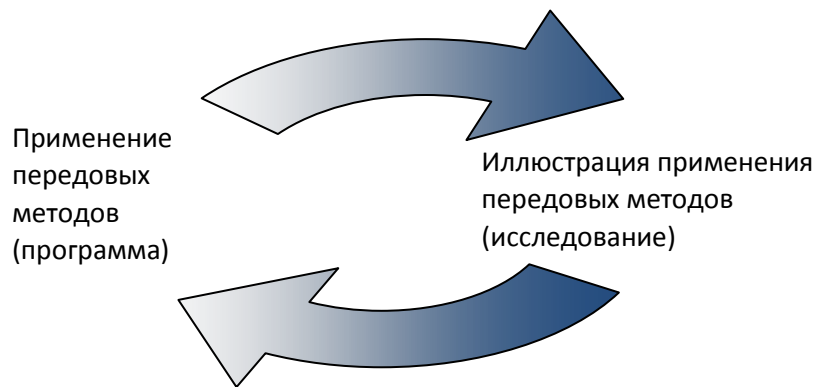 Применение
передовых
методов
(программа)
Иллюстрация применения
передовых методов
(исследование)